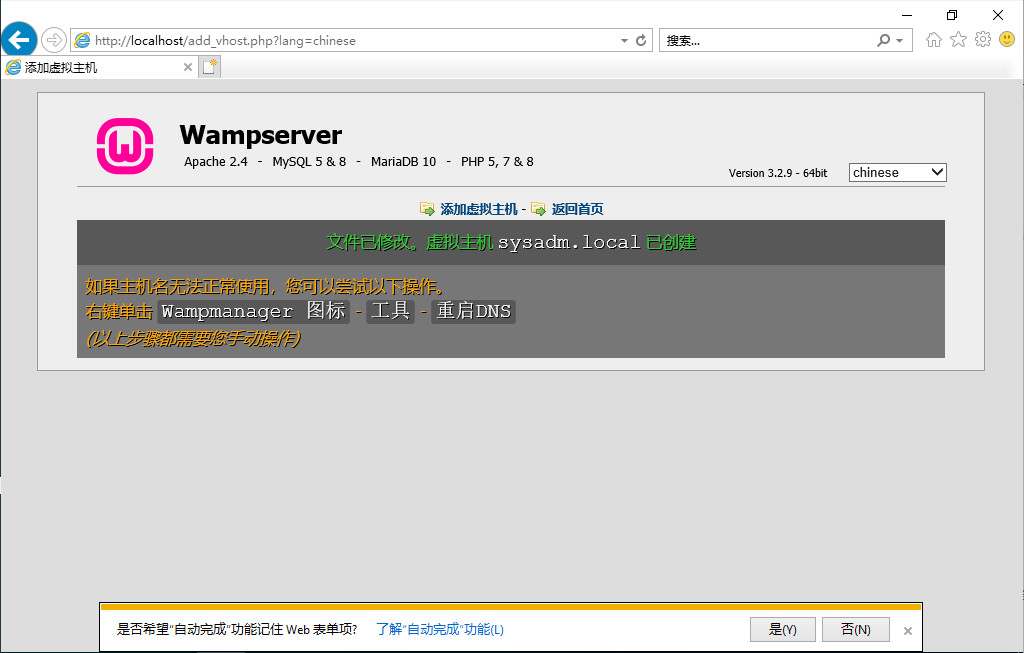 http://localhost/add_vhost.php?lang=chinese
搜索...
添加虚拟主机
Wampserver
Apache 2.4 - MySQL 5 & 8 - MariaDB 10 - PHP 5, 7 & 8
Version 3.2.9 - 64bit
chinese
添加虚拟主机 - 返回首页
文件已修改。虚拟主机 sysadm.local 已创建
如果主机名无法正常使用，您可以尝试以下操作。
右键单击 Wampmanager 图标 - 工具 - 重启DNS
(以上步骤都需要您手动操作)
是否希望“自动完成”功能记住 Web 表单项? 了解“自动完成”功能(L) 是(Y) 否(N)